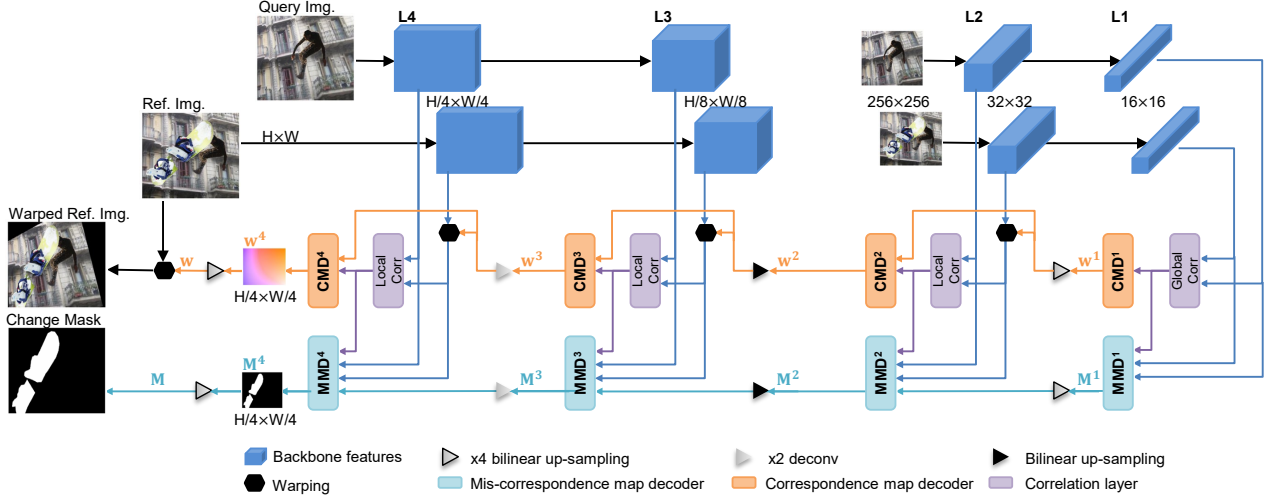 Query Img.
L4
L3
L2
L1
Ref. Img.
H/4×W/4
H/8×W/8
256×256
32×32
16×16
H×W
Warped Ref. Img.
w
w⁴
CMD⁴
Local Corr
w³
CMD³
Local Corr
w²
CMD²
Local Corr
w¹
CMD¹
Global Corr
H/4×W/4
Change Mask
M
M⁴
MMD⁴
M³
MMD³
M²
MMD²
M¹
MMD¹
H/4×W/4
Backbone features
x4 bilinear up-sampling
x2 deconv
Bilinear up-sampling
Warping
Mis-correspondence map decoder
Correspondence map decoder
Correlation layer